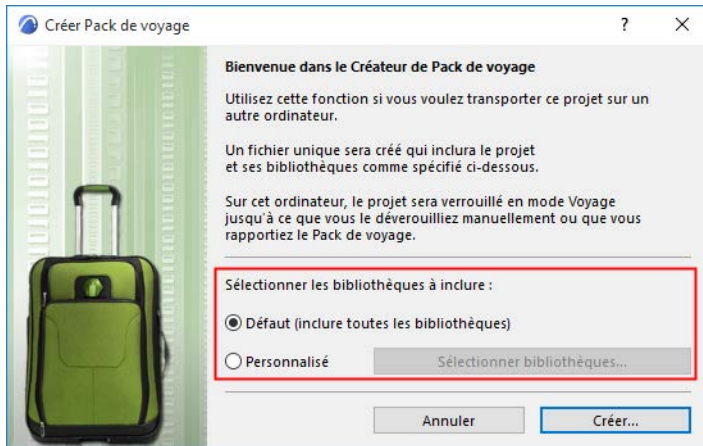 Créer Pack de voyage
?
Bienvenue dans le Créateur de Pack de voyage
Utilisez cette fonction si vous voulez transporter ce projet sur un
autre ordinateur.
Un fichier unique sera créé qui inclura le projet
et ses bibliothèques comme spécifié ci-dessous.
Sur cet ordinateur, le projet sera verrouillé en mode Voyage
jusqu'à ce que vous le déverouilliez manuellement ou que vous
rapportiez le Pack de voyage.
Sélectionner les bibliothèques à inclure :
Défaut (inclure toutes les bibliothèques)
Personnalisé Sélectionner bibliothèques...
Annuler Créer...